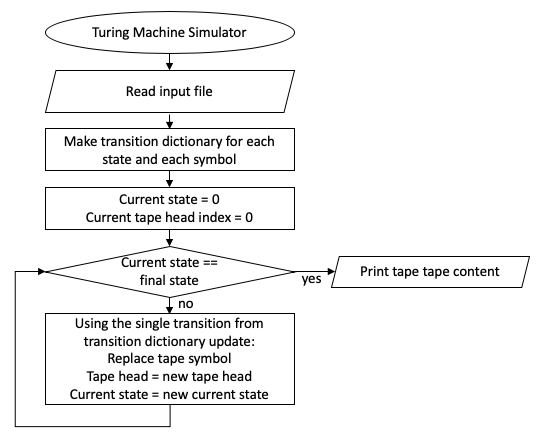 Turing Machine Simulator
Read input file
Make transition dictionary for each
state and each symbol
Current state = 0
Current tape head index = 0
Current state ==
final state
yes
Print tape tape content
no
Using the single transition from
transition dictionary update:
Replace tape symbol
Tape head = new tape head
Current state = new current state